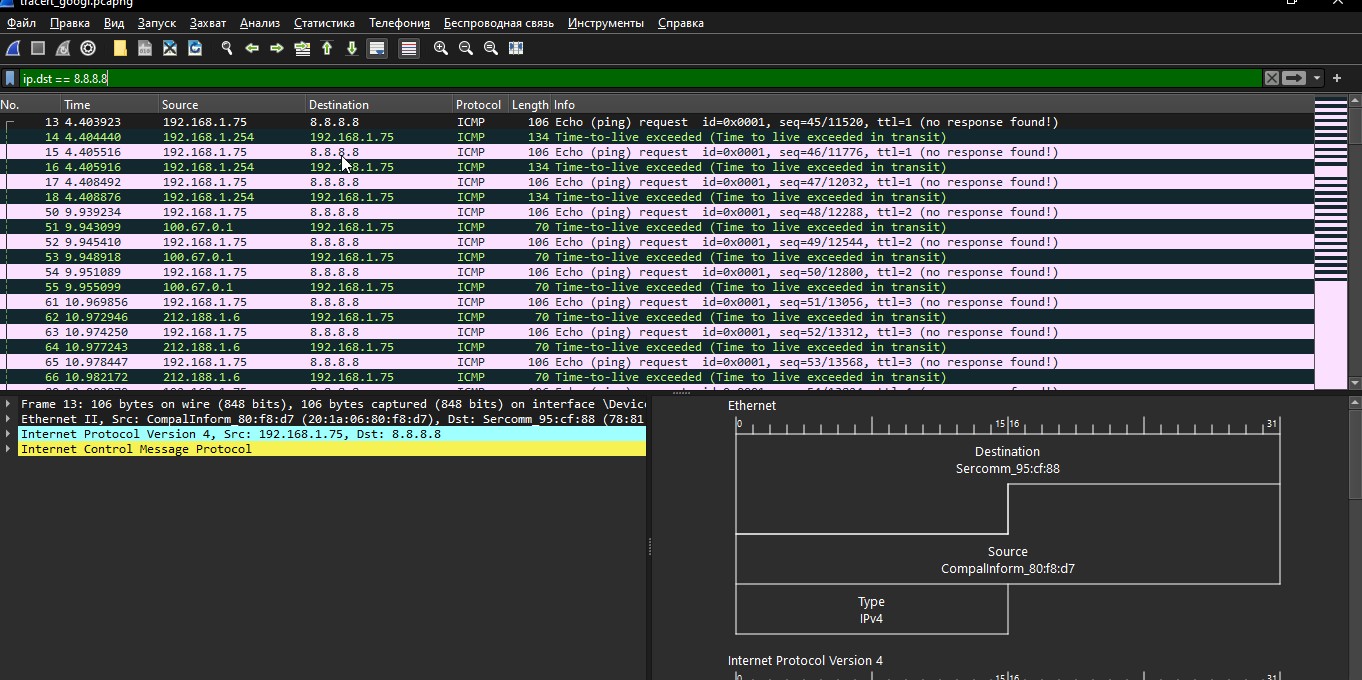 tracert_googl.pcapng
Файл Правка Вид Запуск Захват Анализ Статистика Телефония Беспроводная связь Инструменты Справка
ip.dst == 8.8.8.8
No. Time Source Destination Protocol Length Info
13 4.403923 192.168.1.75 8.8.8.8 ICMP 106 Echo (ping) request id=0x0001, seq=45/11520, ttl=1 (no response found!)
14 4.404440 192.168.1.254 192.168.1.75 ICMP 134 Time-to-live exceeded (Time to live exceeded in transit)
15 4.405516 192.168.1.75 8.8.8.8 ICMP 106 Echo (ping) request id=0x0001, seq=46/11776, ttl=1 (no response found!)
16 4.405916 192.168.1.254 192.168.1.75 ICMP 134 Time-to-live exceeded (Time to live exceeded in transit)
17 4.408492 192.168.1.75 8.8.8.8 ICMP 106 Echo (ping) request id=0x0001, seq=47/12032, ttl=1 (no response found!)
18 4.408876 192.168.1.254 192.168.1.75 ICMP 134 Time-to-live exceeded (Time to live exceeded in transit)
50 9.939234 192.168.1.75 8.8.8.8 ICMP 106 Echo (ping) request id=0x0001, seq=48/12288, ttl=2 (no response found!)
51 9.943099 100.67.0.1 192.168.1.75 ICMP 70 Time-to-live exceeded (Time to live exceeded in transit)
52 9.945410 192.168.1.75 8.8.8.8 ICMP 106 Echo (ping) request id=0x0001, seq=49/12544, ttl=2 (no response found!)
53 9.948918 100.67.0.1 192.168.1.75 ICMP 70 Time-to-live exceeded (Time to live exceeded in transit)
54 9.951089 192.168.1.75 8.8.8.8 ICMP 106 Echo (ping) request id=0x0001, seq=50/12800, ttl=2 (no response found!)
55 9.955099 100.67.0.1 192.168.1.75 ICMP 70 Time-to-live exceeded (Time to live exceeded in transit)
61 10.969856 192.168.1.75 8.8.8.8 ICMP 106 Echo (ping) request id=0x0001, seq=51/13056, ttl=3 (no response found!)
62 10.972946 212.188.1.6 192.168.1.75 ICMP 70 Time-to-live exceeded (Time to live exceeded in transit)
63 10.974250 192.168.1.75 8.8.8.8 ICMP 106 Echo (ping) request id=0x0001, seq=52/13312, ttl=3 (no response found!)
64 10.977243 212.188.1.6 192.168.1.75 ICMP 70 Time-to-live exceeded (Time to live exceeded in transit)
65 10.978447 192.168.1.75 8.8.8.8 ICMP 106 Echo (ping) request id=0x0001, seq=53/13568, ttl=3 (no response found!)
66 10.982172 212.188.1.6 192.168.1.75 ICMP 70 Time-to-live exceeded (Time to live exceeded in transit)
Frame 13: 106 bytes on wire (848 bits), 106 bytes captured (848 bits) on interface \Devic
Ethernet II, Src: CompalInform_80:f8:d7 (20:1a:06:80:f8:d7), Dst: Sercomm_95:cf:88 (78:81
Internet Protocol Version 4, Src: 192.168.1.75, Dst: 8.8.8.8
Internet Control Message Protocol
Ethernet
0 15 16 31
Destination
Sercomm_95:cf:88
Source
CompalInform_80:f8:d7
Type
IPv4
Internet Protocol Version 4
0 15 16 31